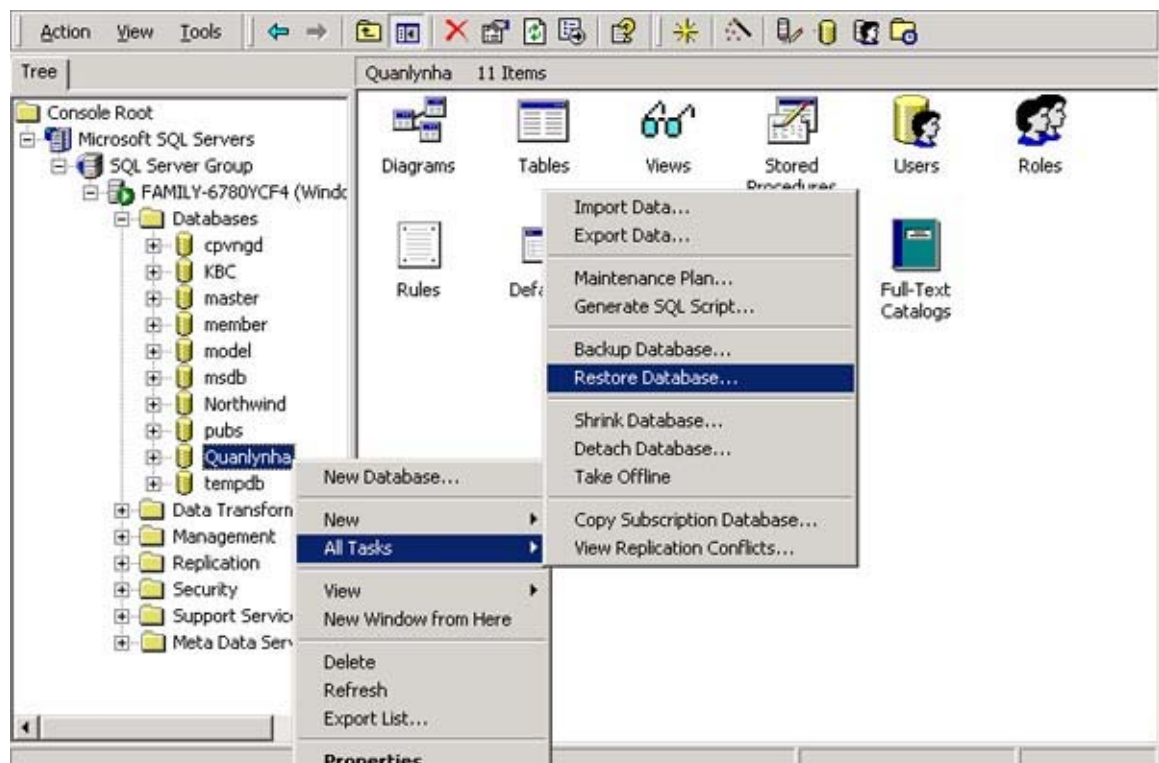 Action View Tools
Tree
Quanlynha 11 Items
Console Root
Microsoft SQL Servers
SQL Server Group
FAMILY-6780YCF4 (Windo
Databases
cpvngd
KBC
master
member
model
msdb
Northwind
pubs
Quanlynha
tempdb
Data Transform
Management
Replication
Security
Support Servic
Meta Data Ser
Diagrams
Tables
Views
Stored
Procedures
Users
Roles
Rules
Defa
Full-Text
Catalogs
New Database...
New
All Tasks
View
New Window from Here
Delete
Refresh
Export List...
Properties
Import Data...
Export Data...
Maintenance Plan...
Generate SQL Script...
Backup Database...
Restore Database...
Shrink Database...
Detach Database...
Take Offline
Copy Subscription Database...
View Replication Conflicts...